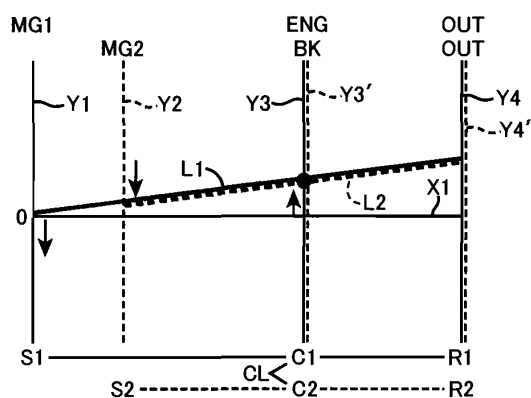 MG1 ENG OUT
MG2 BK OUT
Y1 Y2 Y3 Y3' Y4
Y4'
L1 L2 X1
0
S1 C1 R1
CL
S2 C2 R2